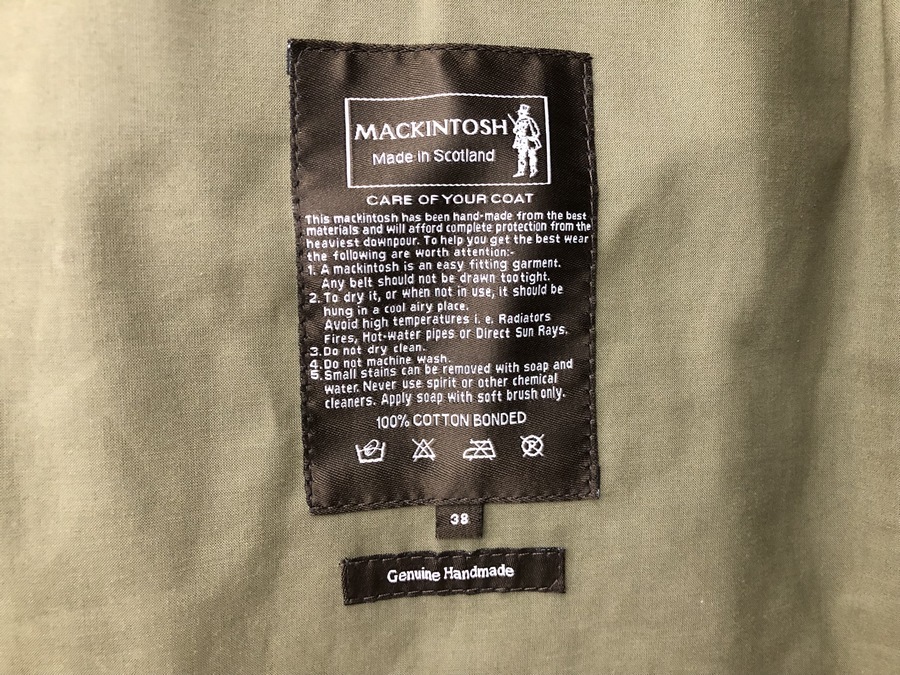 MACKINTOSH
Made in Scotland
CARE OF YOUR COAT
This mackintosh has been hand-made from the best
materials and will afford complete protection from the
heaviest downpour. To help you get the best wear
the following are worth attention:-
1. A mackintosh is an easy fitting garment.
Any belt should not be drawn too tight.
2. To dry it, or when not in use, it should be
hung in a cool airy place.
Avoid high temperatures i. e. Radiators
Fires, Hot-water pipes or Direct Sun Rays.
3. Do not dry clean.
4. Do not machine wash.
5. Small stains can be removed with soap and
water. Never use spirit or other chemical
cleaners. Apply soap with soft brush only.
100% COTTON BONDED
38
Genuine Handmade